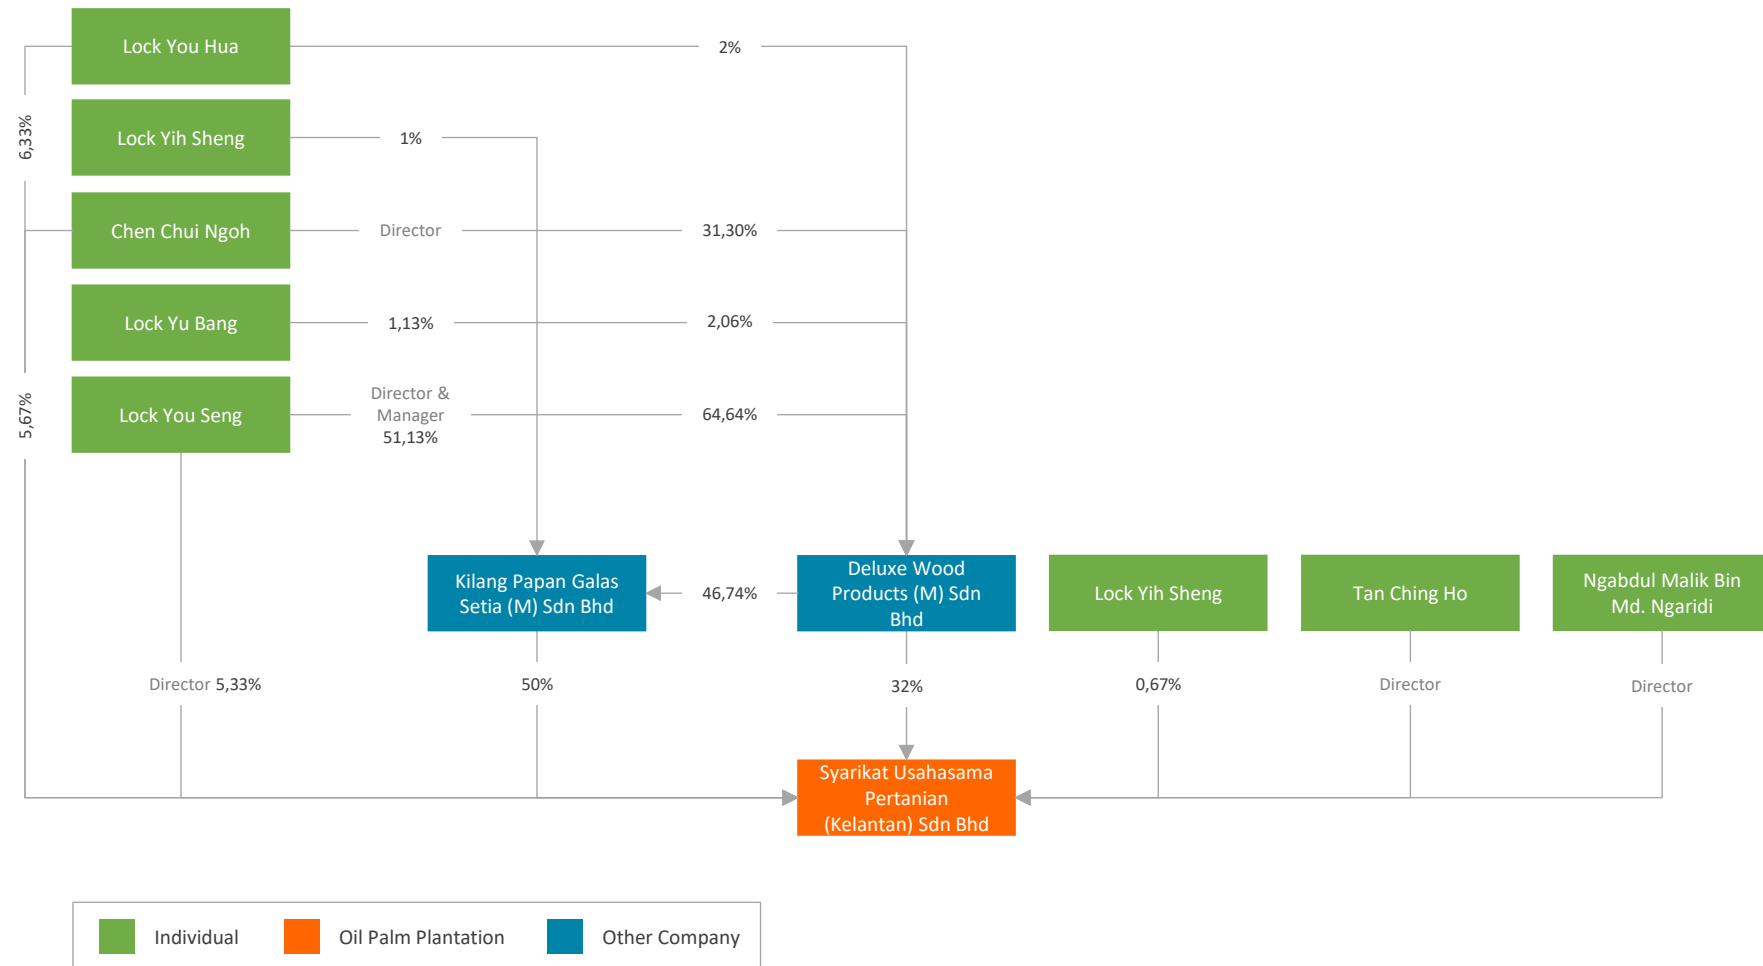 Lock You Hua
2%
6,33%
Lock Yih Sheng
1%
Chen Chui Ngoh
Director
31,30%
Lock Yu Bang
1,13%
2,06%
5,67%
Lock You Seng
Director &
Manager
51,13%
64,64%
Kilang Papan Galas
Setia (M) Sdn Bhd
46,74%
Deluxe Wood
Products (M) Sdn
Bhd
Lock Yih Sheng
Tan Ching Ho
Ngabdul Malik Bin
Md. Ngaridi
Director 5,33%
50%
32%
0,67%
Director
Director
Syarikat Usahasama
Pertanian
(Kelantan) Sdn Bhd
Individual
Oil Palm Plantation
Other Company